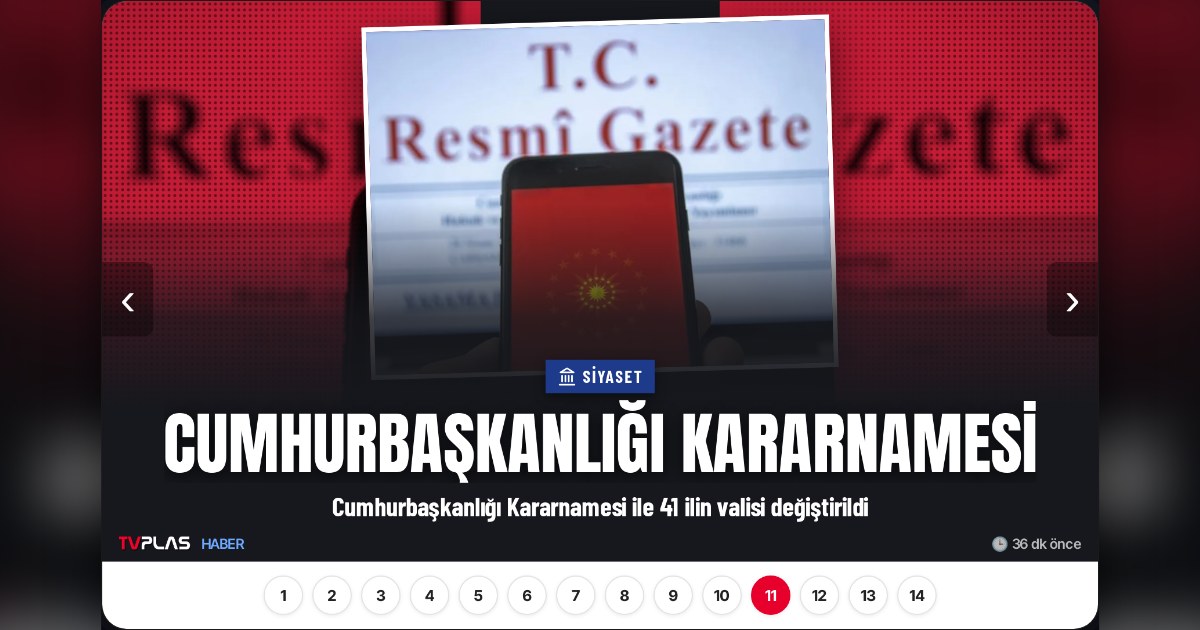 T.C.
Resmî Gazete
SİYASET
CUMHURBAŞKANLIĞI KARARNAMESİ
Cumhurbaşkanlığı Kararnamesi ile 41 ilin valisi değiştirildi
TVPLAS HABER
36 dk önce
1 2 3 4 5 6 7 8 9 10 11 12 13 14